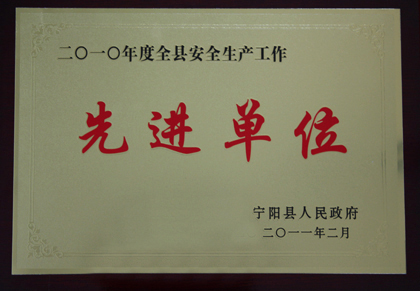 二〇一〇年度全县安全生产工作
先进单位
宁阳县人民政府
二〇一一年二月